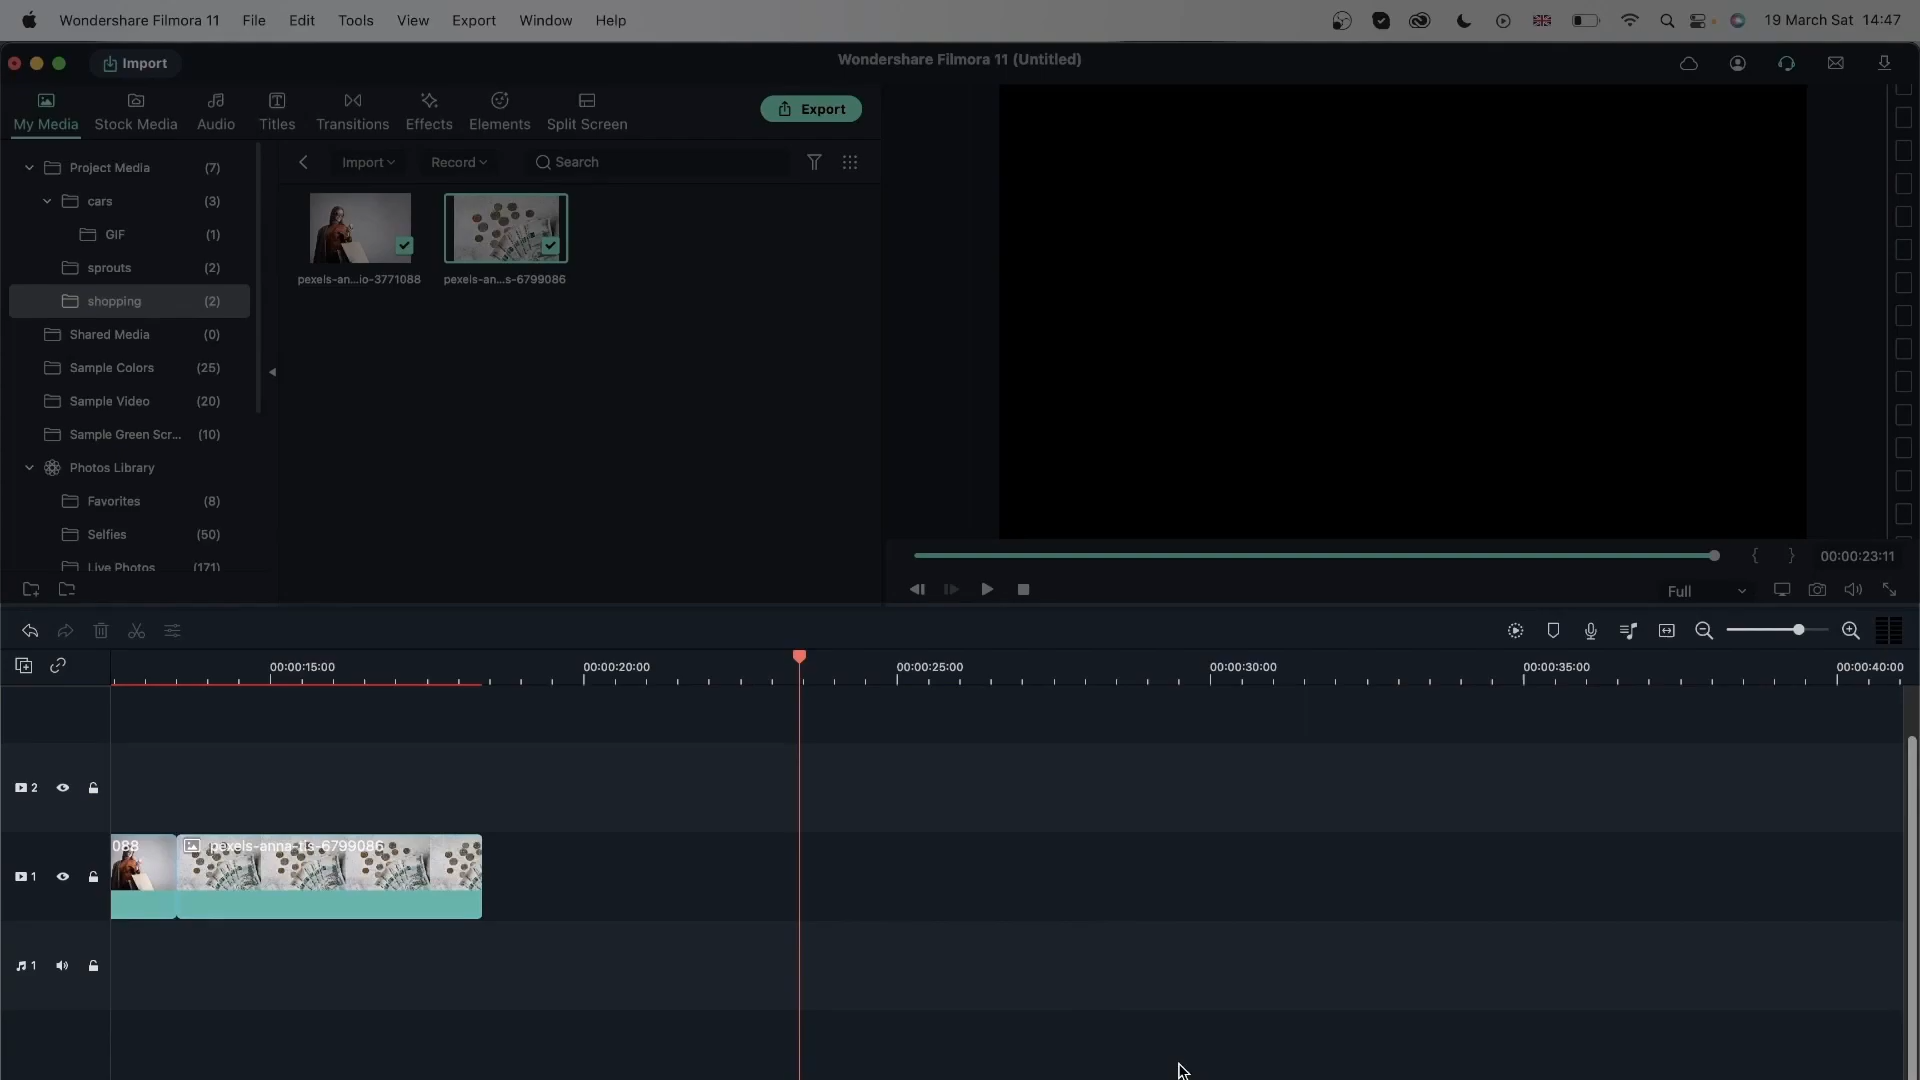 Wondershare Filmora 11 File Edit Tools View Export Window Help 19 March Sat 14:47
Import Wondershare Filmora 11 (Untitled)
My Media Stock Media Audio Titles Transitions Effects Elements Split Screen Export
Project Media (7) Import Record Search
cars (3)
GIF (1)
sprouts (2)
pexels-an...io-3771088 pexels-an...s-6799086
shopping (2)
Shared Media (0)
Sample Colors (25)
Sample Video (20)
Sample Green Scr... (10)
Photos Library
Favorites (8)
Selfies (50)
Live Photos (171)
{ } 00:00:23:11
Full
00:00:15:00 00:00:20:00 00:00:25:00 00:00:30:00 00:00:35:00 00:00:40:00
2
088 pexels-anna-tis-6799086
1
1